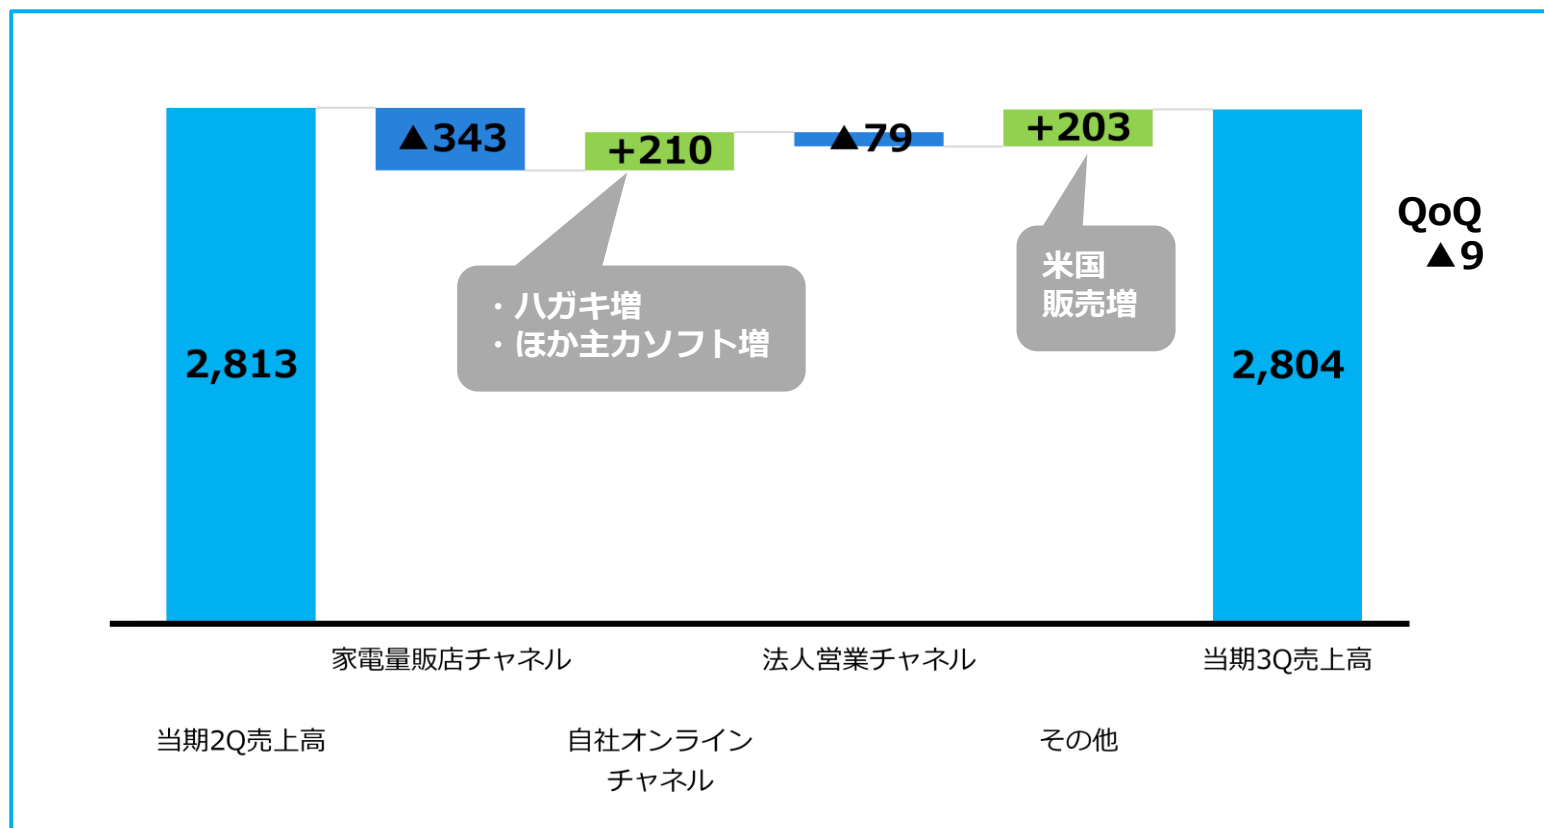 ▲343
+210
▲79
+203
QoQ
▲9
・ハガキ増
・ほか主力ソフト増
米国
販売増
2,813
2,804
家電量販店チャネル
法人営業チャネル
当期3Q売上高
当期2Q売上高
自社オンライン
チャネル
その他